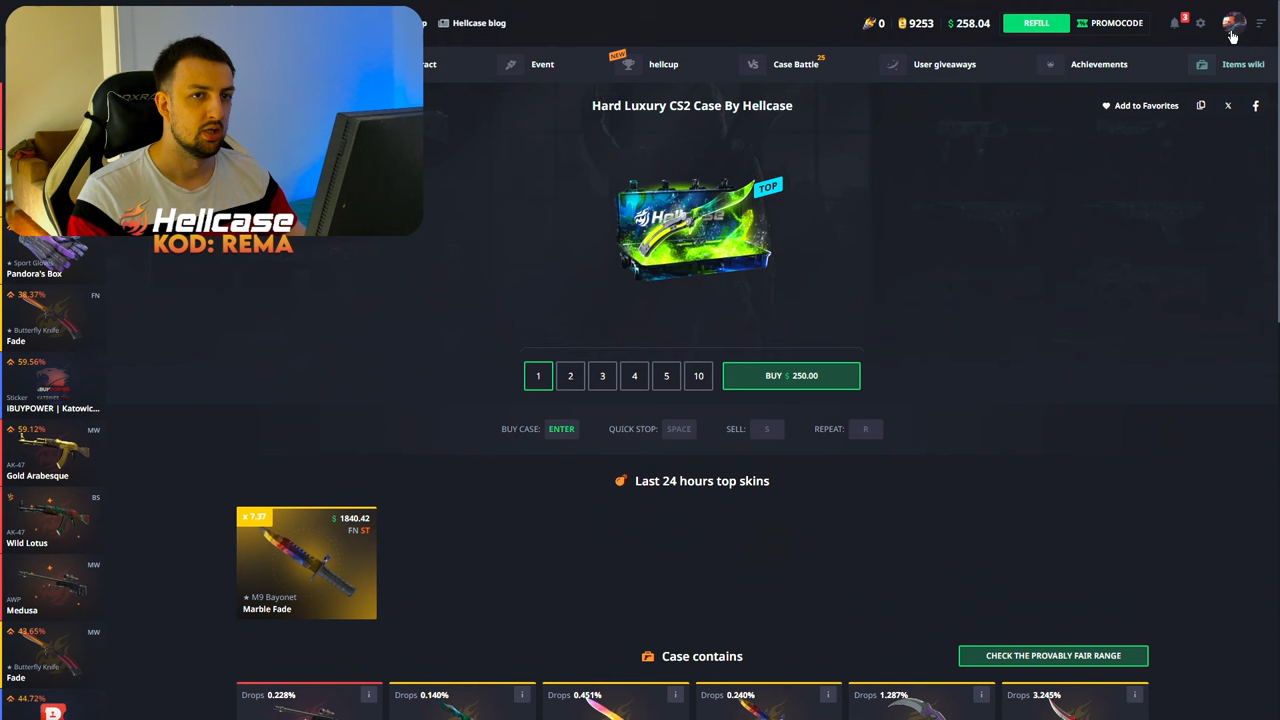 p
Hellcase blog
0
9253
$ 258.04
REFILL
PROMOCODE
3
ract
Event
NEW
hellcup
VS
Case Battle
25
User giveaways
Achievements
Items wiki
Hard Luxury CS2 Case By Hellcase
Add to Favorites
TOP
Hellcase
Hellcase
KOD: REMA
★ Sport Gloves
Pandora's Box
38.37%
FN
★ Butterfly Knife
Fade
59.56%
Sticker
iBUYPOWER | Katowic...
59.12%
MW
AK-47
Gold Arabesque
BS
AK-47
Wild Lotus
MW
AWP
Medusa
43.65%
MW
★ Butterfly Knife
Fade
44.72%
1
2
3
4
5
10
BUY $ 250.00
BUY CASE: ENTER
QUICK STOP: SPACE
SELL: S
REPEAT: R
Last 24 hours top skins
x 7.37
$ 1840.42
FN ST
★ M9 Bayonet
Marble Fade
Case contains
CHECK THE PROVABLY FAIR RANGE
Drops 0.228%
i
Drops 0.140%
i
Drops 0.451%
i
Drops 0.240%
i
Drops 1.287%
i
Drops 3.245%
i